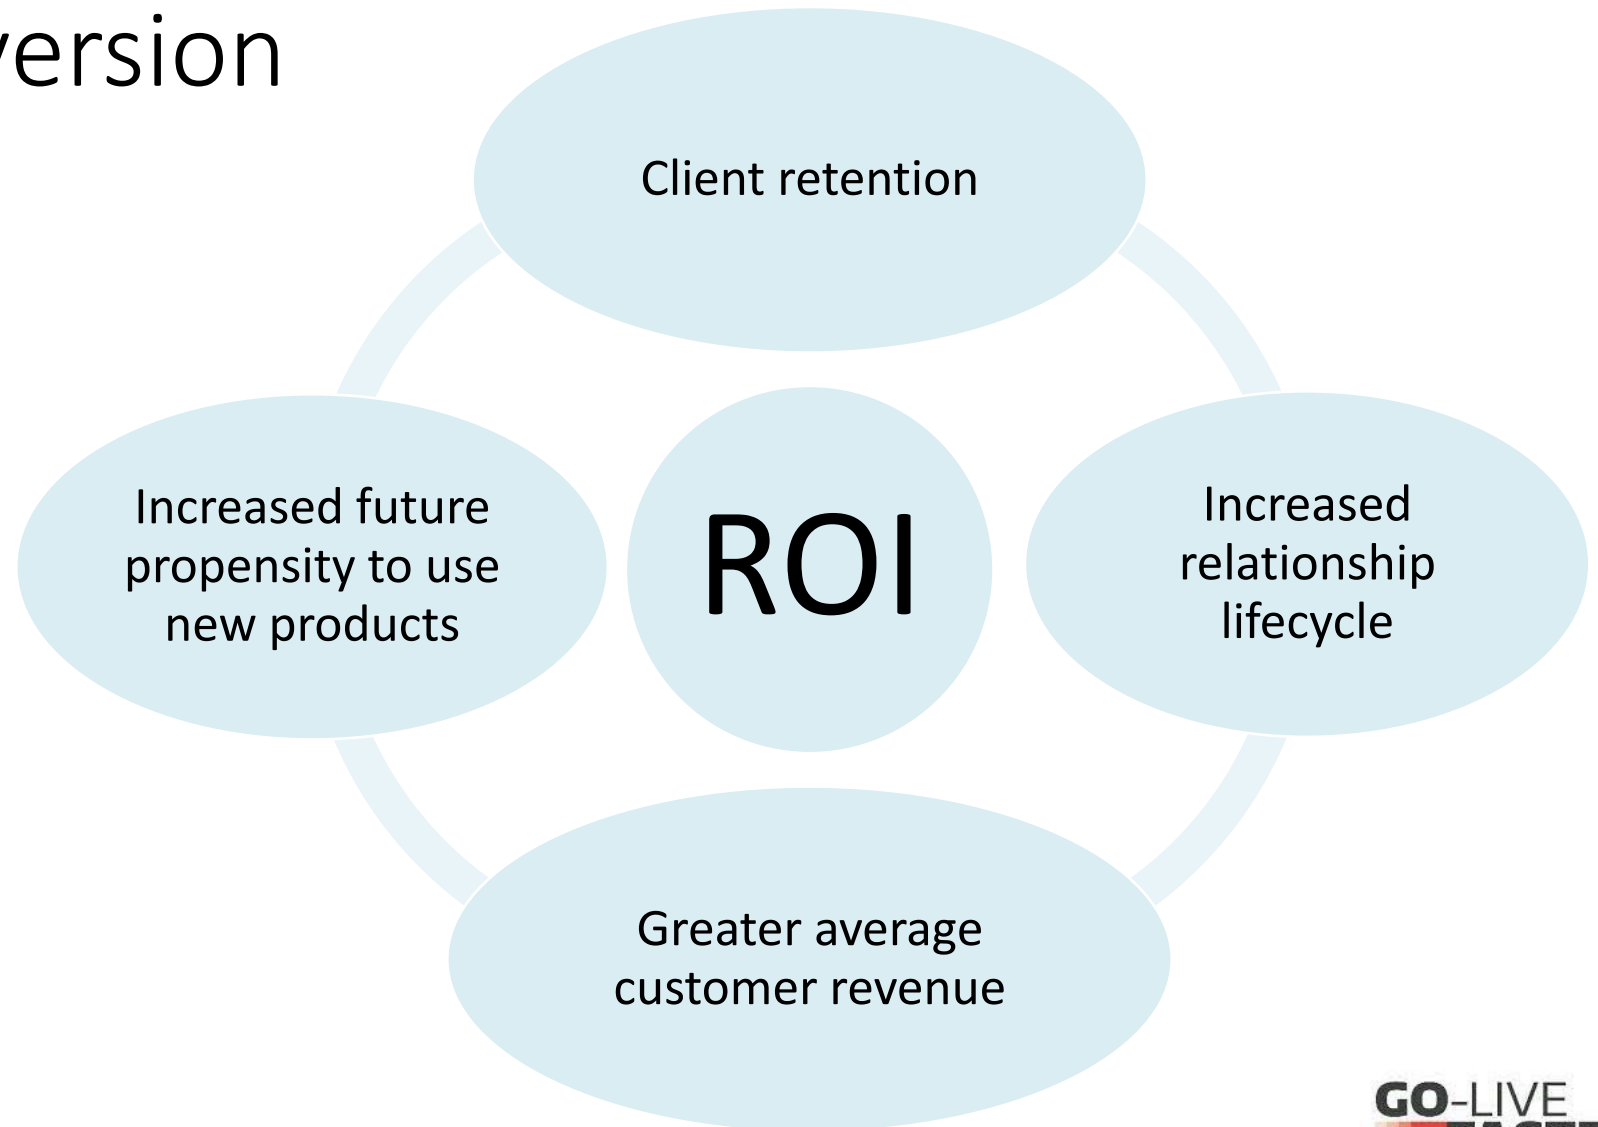 version
Client retention
Increased future
propensity to use
new products
ROI
Increased
relationship
lifecycle
Greater average
customer revenue
GO-LIVE